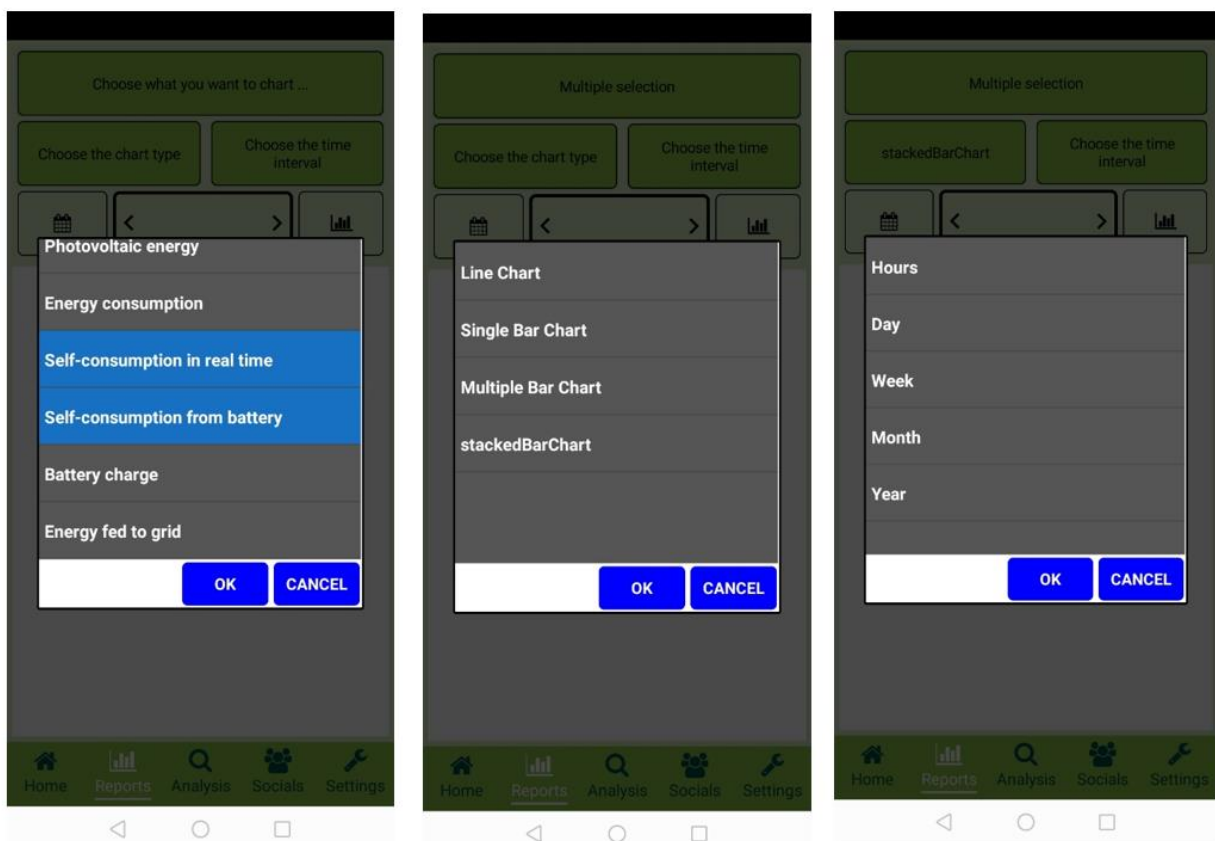 Choose what you want to chart ...
Choose the chart type
Choose the time
interval
Photovoltaic energy
Energy consumption
Self-consumption in real time
Self-consumption from battery
Battery charge
Energy fed to grid
OK
CANCEL
Home
Reports
Analysis
Socials
Settings
Multiple selection
Choose the chart type
Choose the time
interval
Line Chart
Single Bar Chart
Multiple Bar Chart
stackedBarChart
OK
CANCEL
Home
Reports
Analysis
Socials
Settings
Multiple selection
stackedBarChart
Choose the time
interval
Hours
Day
Week
Month
Year
OK
CANCEL
Home
Reports
Analysis
Socials
Settings